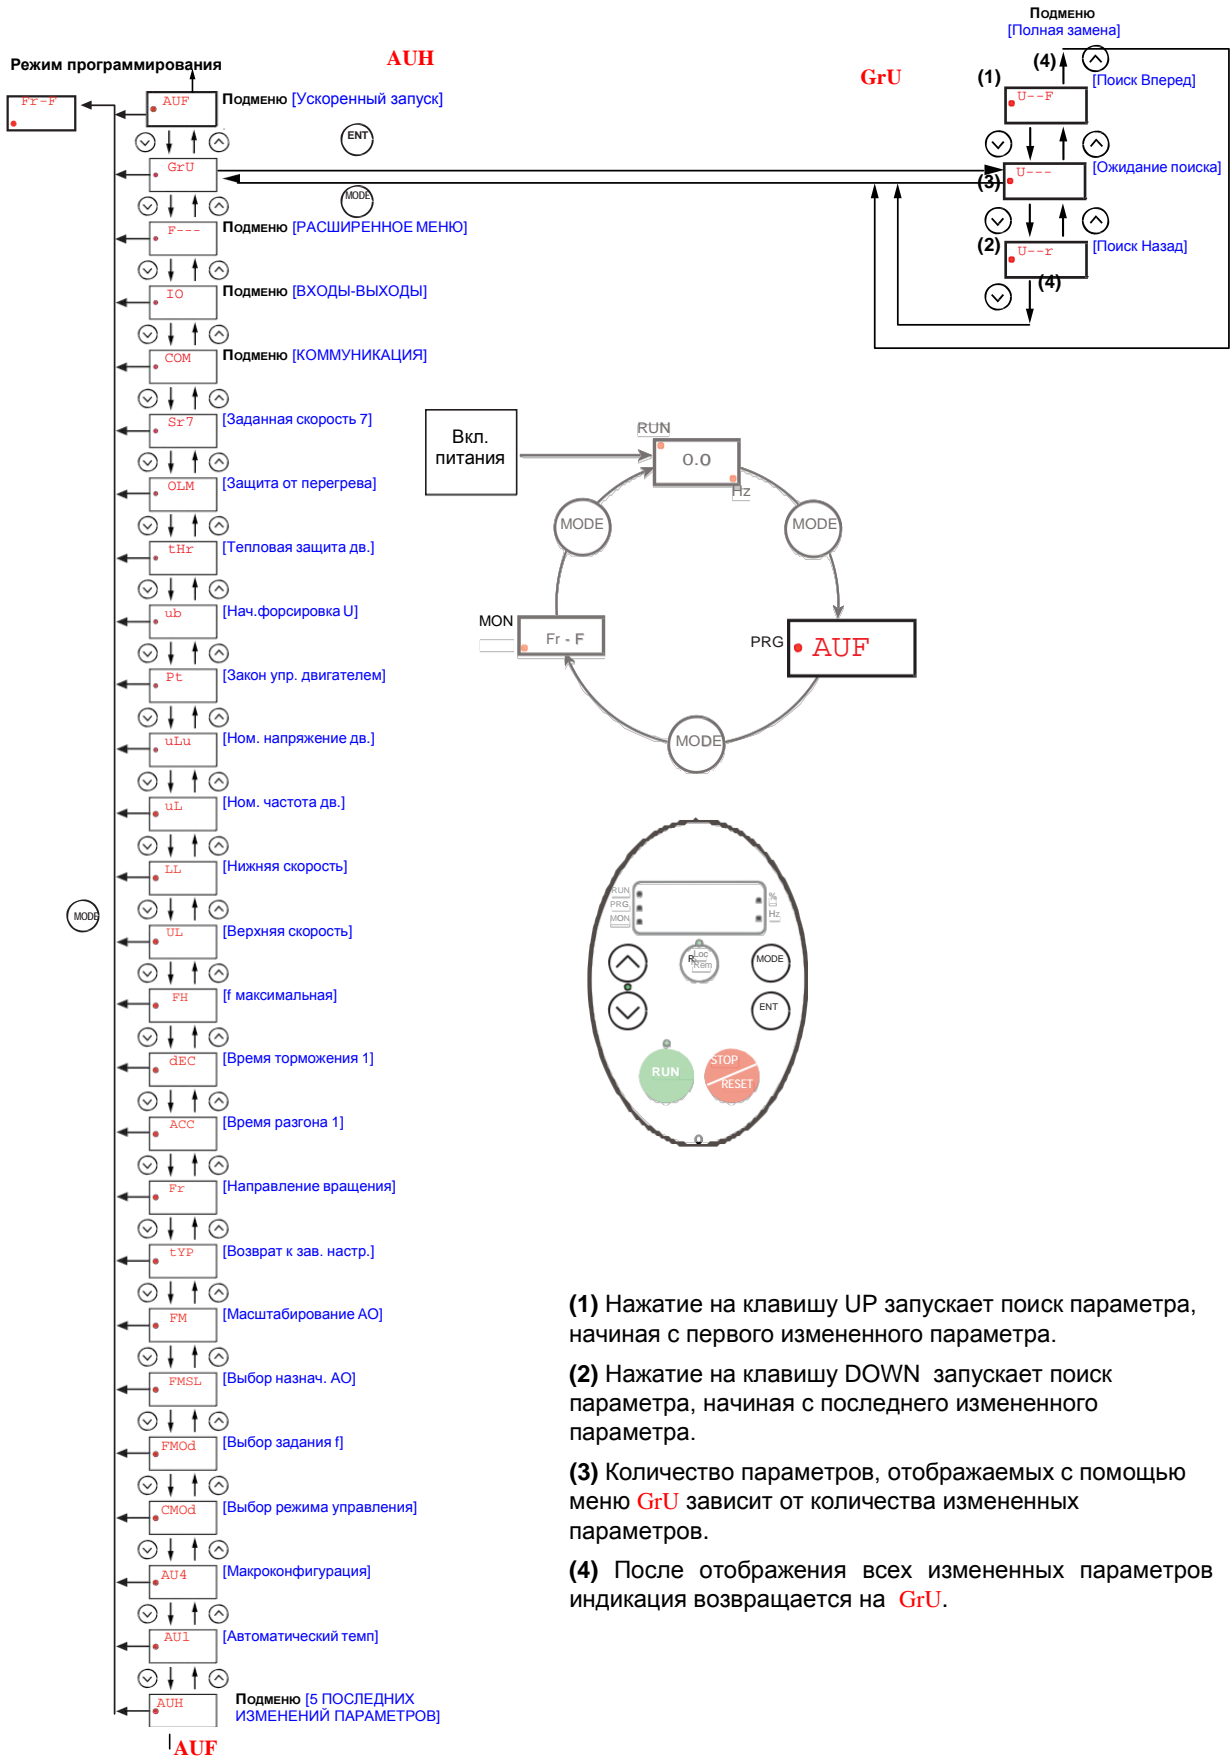 Подменю
[Полная замена]
AUH
Режим программирования
GrU
(1)
(4)
[Поиск Вперед]
U--F
Fr-F
AUF
Подменю [Ускоренный запуск]
ENT
GrU
[Ожидание поиска]
U---
(3)
MODE
F---
Подменю [РАСШИРЕННОЕ МЕНЮ]
(2)
U--r
[Поиск Назад]
(4)
IO
Подменю [ВХОДЫ-ВЫХОДЫ]
COM
Подменю [КОММУНИКАЦИЯ]
Sr7
[Заданная скорость 7]
OLM
[Защита от перегрева]
tHr
[Тепловая защита дв.]
ub
[Нач.форсировка U]
Pt
[Закон упр. двигателем]
uLu
[Ном. напряжение дв.]
uL
[Ном. частота дв.]
LL
[Нижняя скорость]
MODE
UL
[Верхняя скорость]
FH
[f максимальная]
dEC
[Время торможения 1]
ACC
[Время разгона 1]
Fr
[Направление вращения]
tYP
[Возврат к зав. настр.]
FM
[Масштабирование AO]
FMSL
[Выбор назнач. AO]
FMOd
[Выбор задания f]
CMOd
[Выбор режима управления]
AU4
[Макроконфигурация]
AU1
[Автоматический темп]
AUH
Подменю [5 ПОСЛЕДНИХ
ИЗМЕНЕНИЙ ПАРАМЕТРОВ]
AUF
Вкл.
питания
RUN
0.0
Hz
MODE
MODE
MON
Fr - F
PRG
AUF
MODE
RUN
PRG
MON
%
Hz
R
Loc
Rem
MODE
ENT
RUN
STOP
RESET
(1) Нажатие на клавишу UP запускает поиск параметра,
начиная с первого измененного параметра.
(2) Нажатие на клавишу DOWN запускает поиск
параметра, начиная с последнего измененного
параметра.
(3) Количество параметров, отображаемых с помощью
меню GrU зависит от количества измененных
параметров.
(4) После отображения всех измененных параметров
индикация возвращается на GrU.